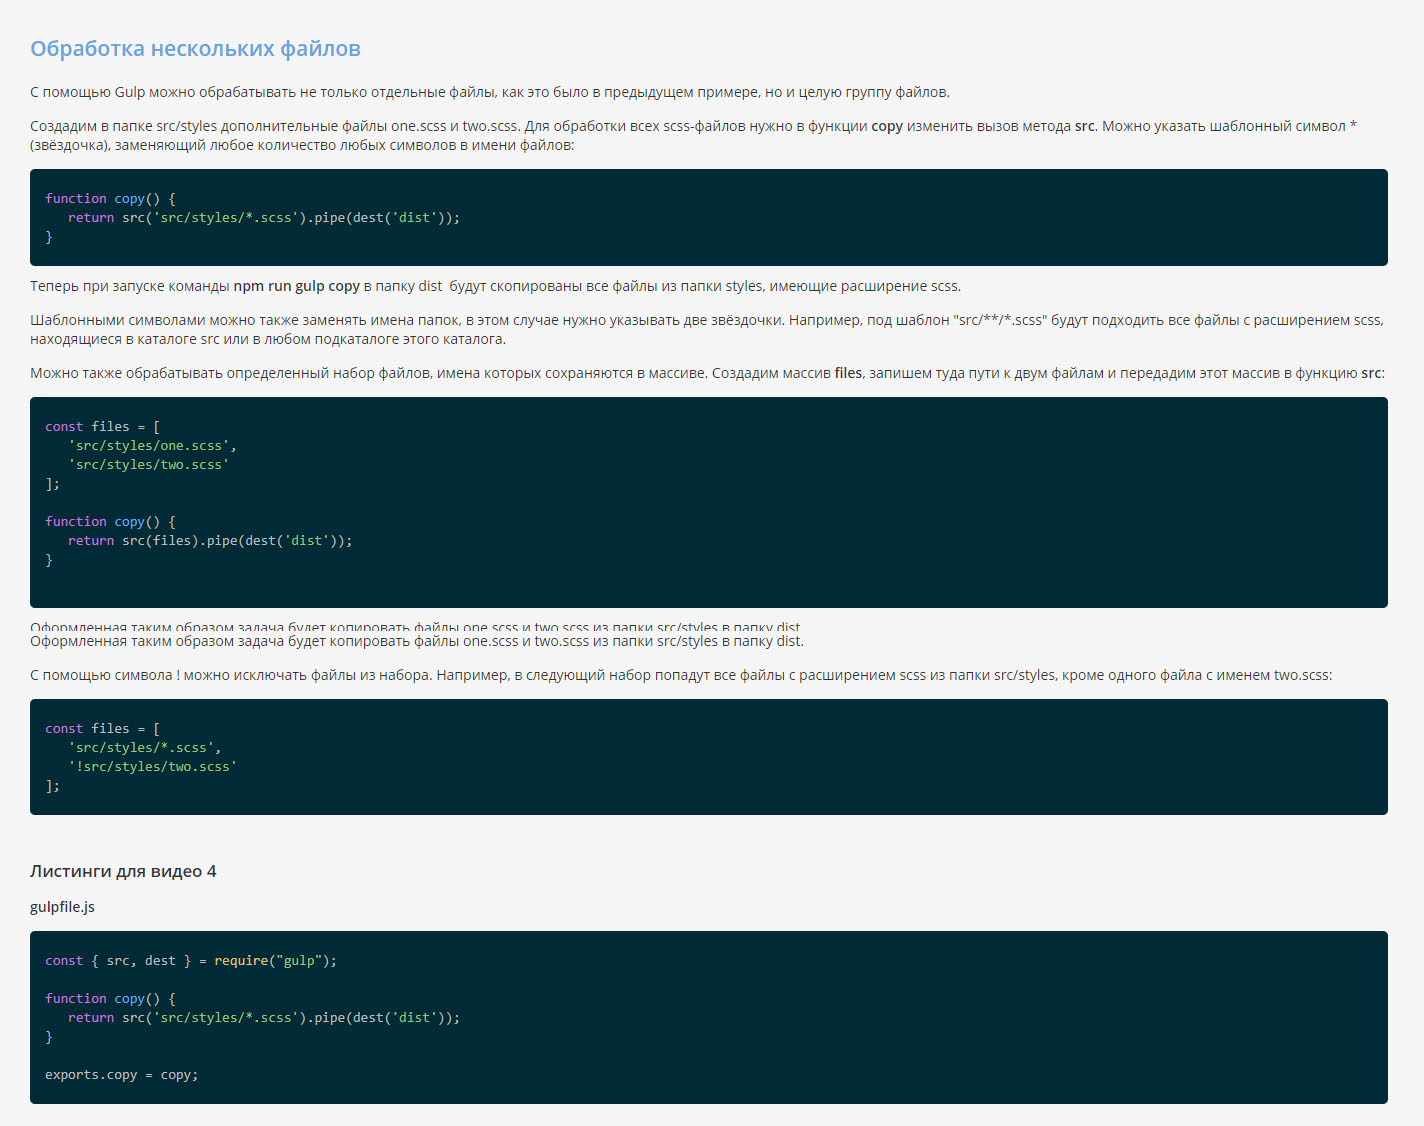 Обработка нескольких файлов
С помощью Gulp можно обрабатывать не только отдельные файлы, как это было в предыдущем примере, но и целую группу файлов.
Создадим в папке src/styles дополнительные файлы one.scss и two.scss. Для обработки всех scss-файлов нужно в функции copy изменить вызов метода src. Можно указать шаблонный символ *
(звёздочка), заменяющий любое количество любых символов в имени файлов:
function copy() {
   return src('src/styles/*.scss').pipe(dest('dist'));
}
Теперь при запуске команды npm run gulp copy в папку dist  будут скопированы все файлы из папки styles, имеющие расширение scss.
Шаблонными символами можно также заменять имена папок, в этом случае нужно указывать две звёздочки. Например, под шаблон "src/**/*.scss" будут подходить все файлы с расширением scss,
находящиеся в каталоге src или в любом подкаталоге этого каталога.
Можно также обрабатывать определенный набор файлов, имена которых сохраняются в массиве. Создадим массив files, запишем туда пути к двум файлам и передадим этот массив в функцию src:
const files = [
   'src/styles/one.scss',
   'src/styles/two.scss'
];
function copy() {
   return src(files).pipe(dest('dist'));
}
Оформленная таким образом задача будет копировать файлы one.scss и two.scss из папки src/styles в папку dist
Оформленная таким образом задача будет копировать файлы one.scss и two.scss из папки src/styles в папку dist.
С помощью символа ! можно исключать файлы из набора. Например, в следующий набор попадут все файлы с расширением scss из папки src/styles, кроме одного файла с именем two.scss:
const files = [
   'src/styles/*.scss',
   '!src/styles/two.scss'
];
Листинги для видео 4
gulpfile.js
const { src, dest } = require("gulp");
function copy() {
   return src('src/styles/*.scss').pipe(dest('dist'));
}
exports.copy = copy;